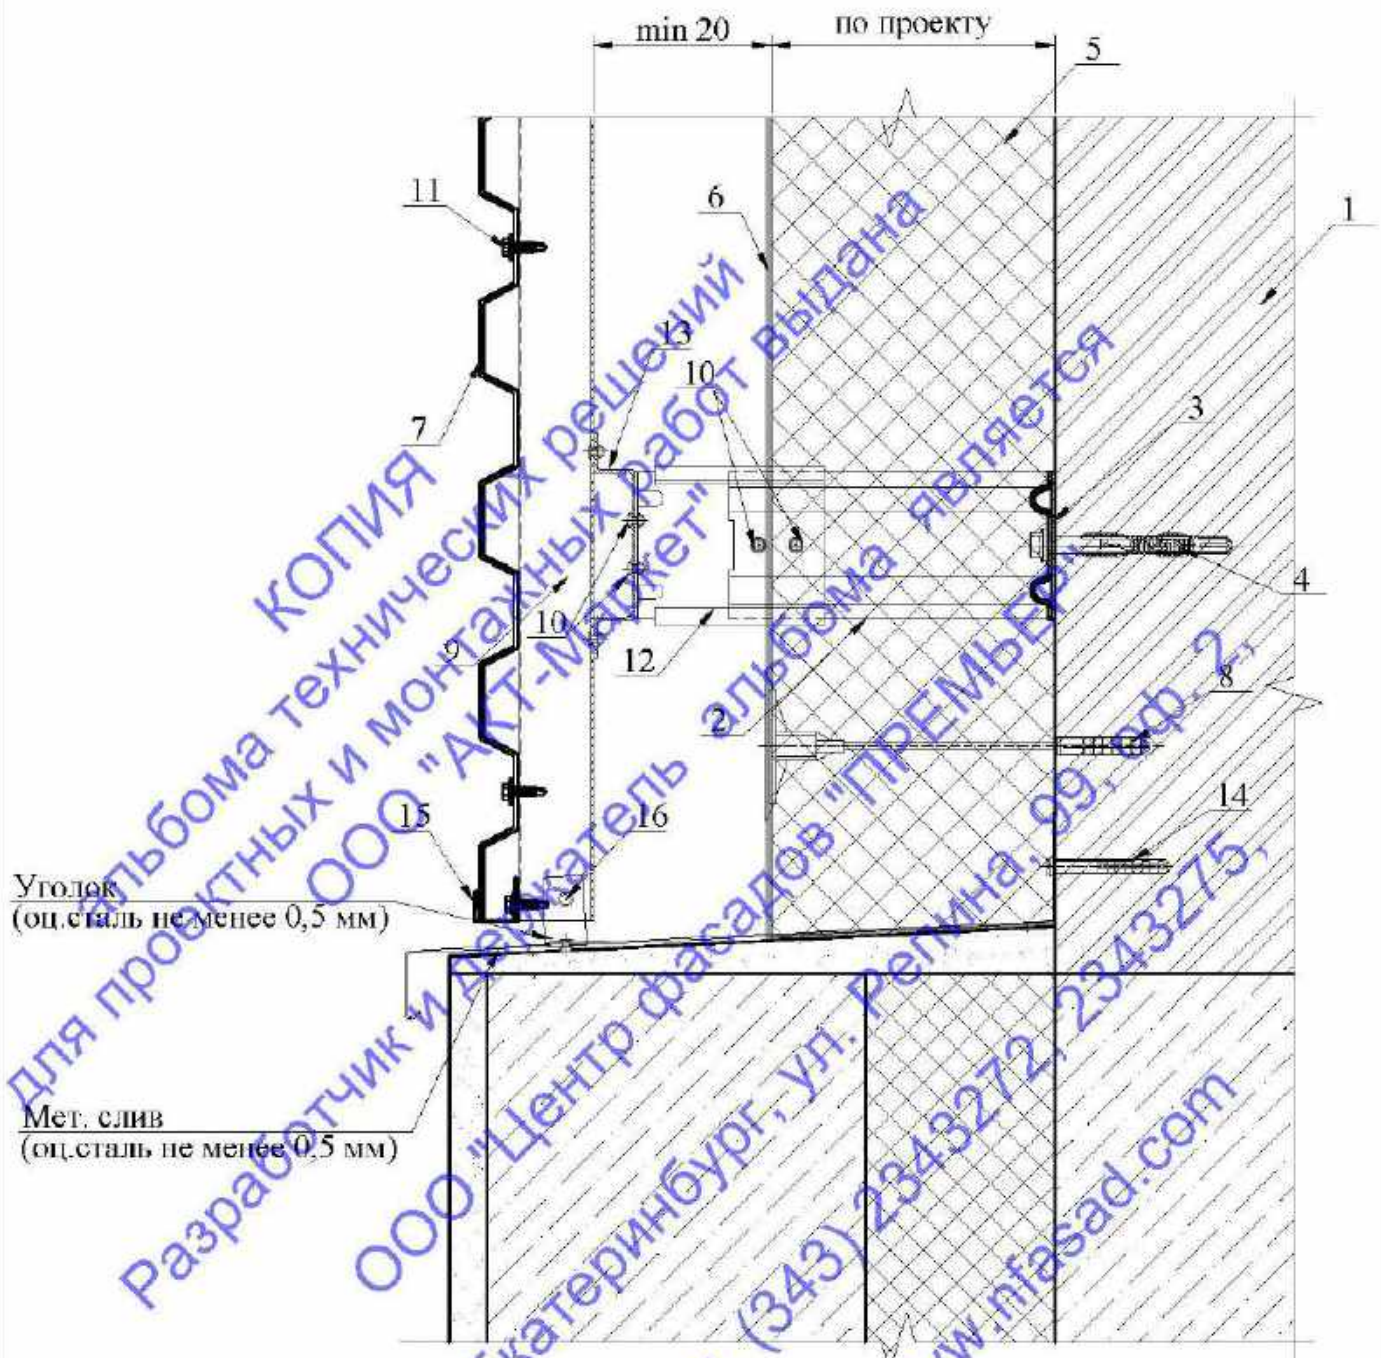 min 20
по проекту
5
11
6
1
13
10
7
3
4
9
10
12
2
8
15
16
14
Уголок
(оц.сталь не менее 0,5 мм)
Мет. слив
(оц.сталь не менее 0.5 мм)
КОПИЯ
альбома технических решений
для проектных и монтажных работ выдана
ООО "АКТ-Маркет"
Разработчик и держатель альбома является
ООО "Центр фасадов "ПРЕМЬЕР"
катеринбург, ул. Репина, 99, оф. 2,
(343) 2343272, 2343275,
w.nfasad.com